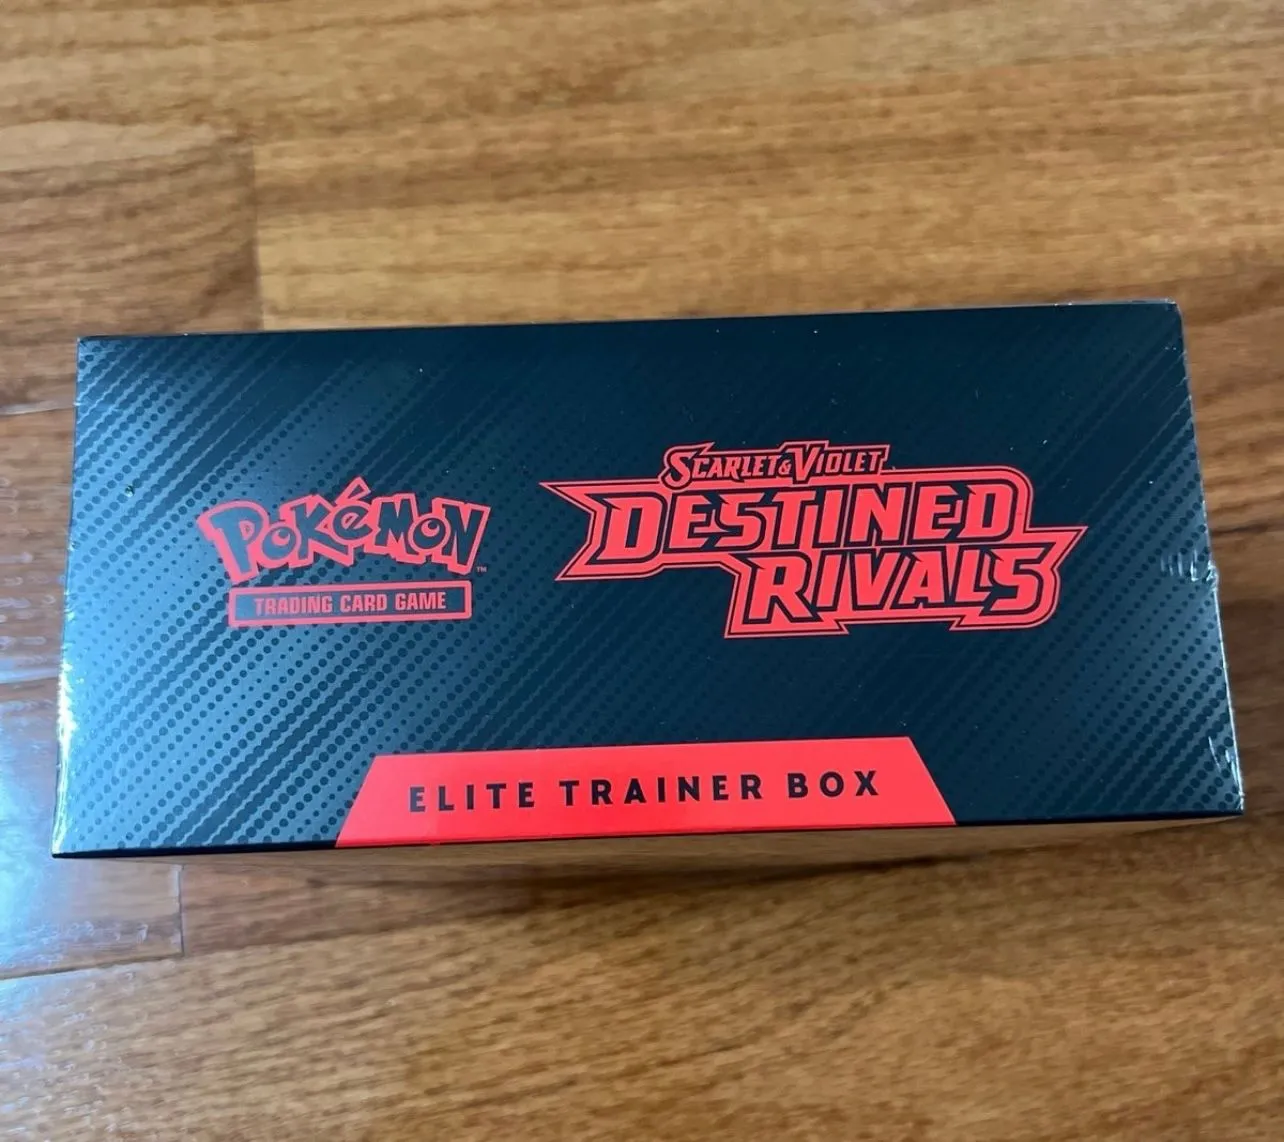 POKéMON
TRADING CARD GAME
SCARLET & VIOLET
DESTINED
RIVALS
ELITE TRAINER BOX